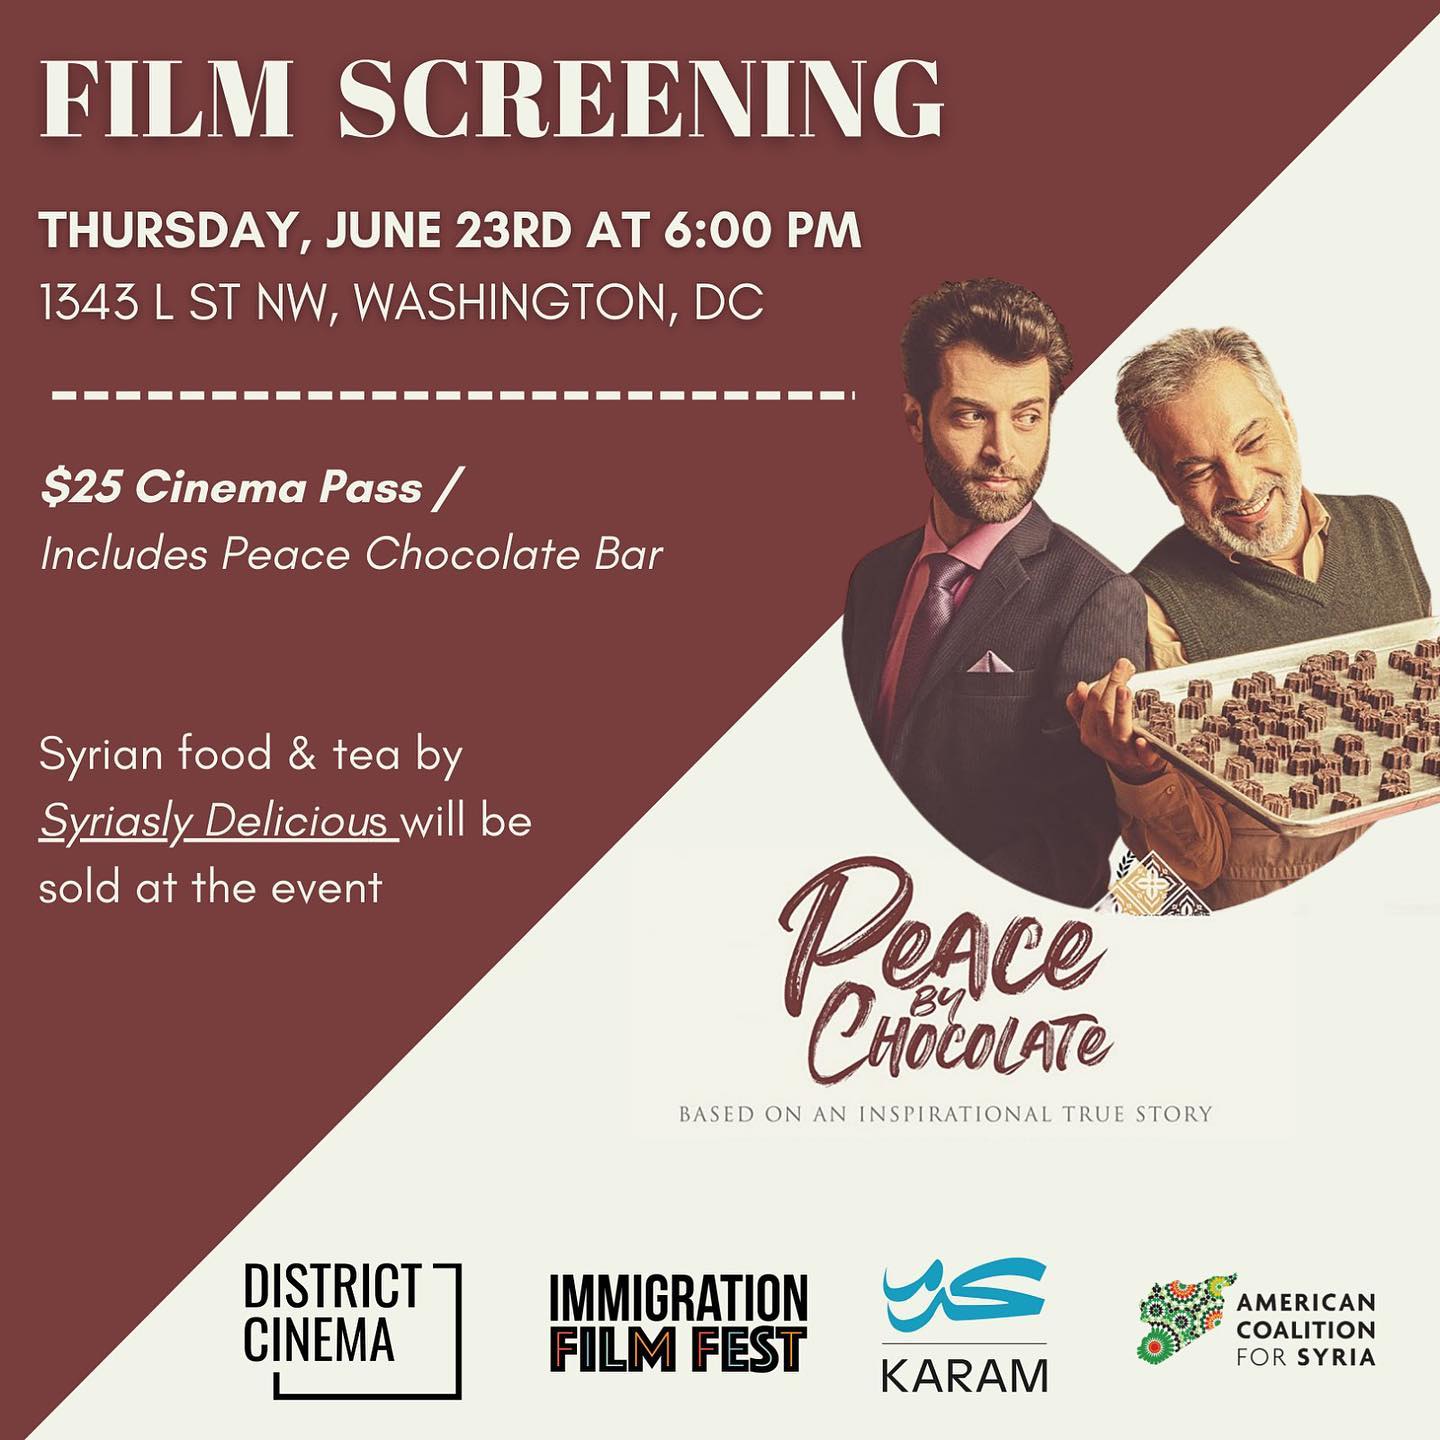 FILM SCREENING
THURSDAY, JUNE 23RD AT 6:00 PM
1343 L ST NW, WASHINGTON, DC
$25 Cinema Pass /
Includes Peace Chocolate Bar
Syrian food & tea by
Syriasly Delicious will be
sold at the event
PEACE
BY
CHOCOLATE
BASED ON AN INSPIRATIONAL TRUE STORY
DISTRICT
CINEMA
IMMIGRATION
FILM FEST
كرم
KARAM
AMERICAN
COALITION
FOR SYRIA